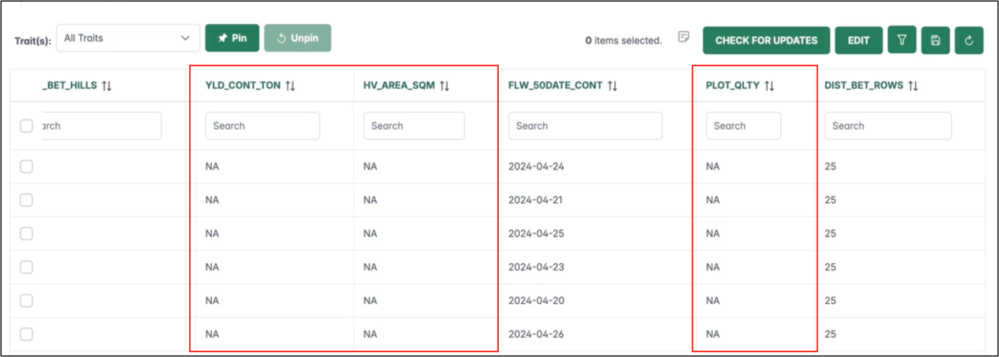 Trait(s): All Traits Pin Unpin 0 items selected. CHECK FOR UPDATES EDIT
_BET_HILLS YLD_CONT_TON HV_AREA_SQM FLW_50DATE_CONT PLOT_QLTY DIST_BET_ROWS
arch Search Search Search Search Search
NA NA 2024-04-24 NA 25
NA NA 2024-04-21 NA 25
NA NA 2024-04-25 NA 25
NA NA 2024-04-23 NA 25
NA NA 2024-04-20 NA 25
NA NA 2024-04-26 NA 25